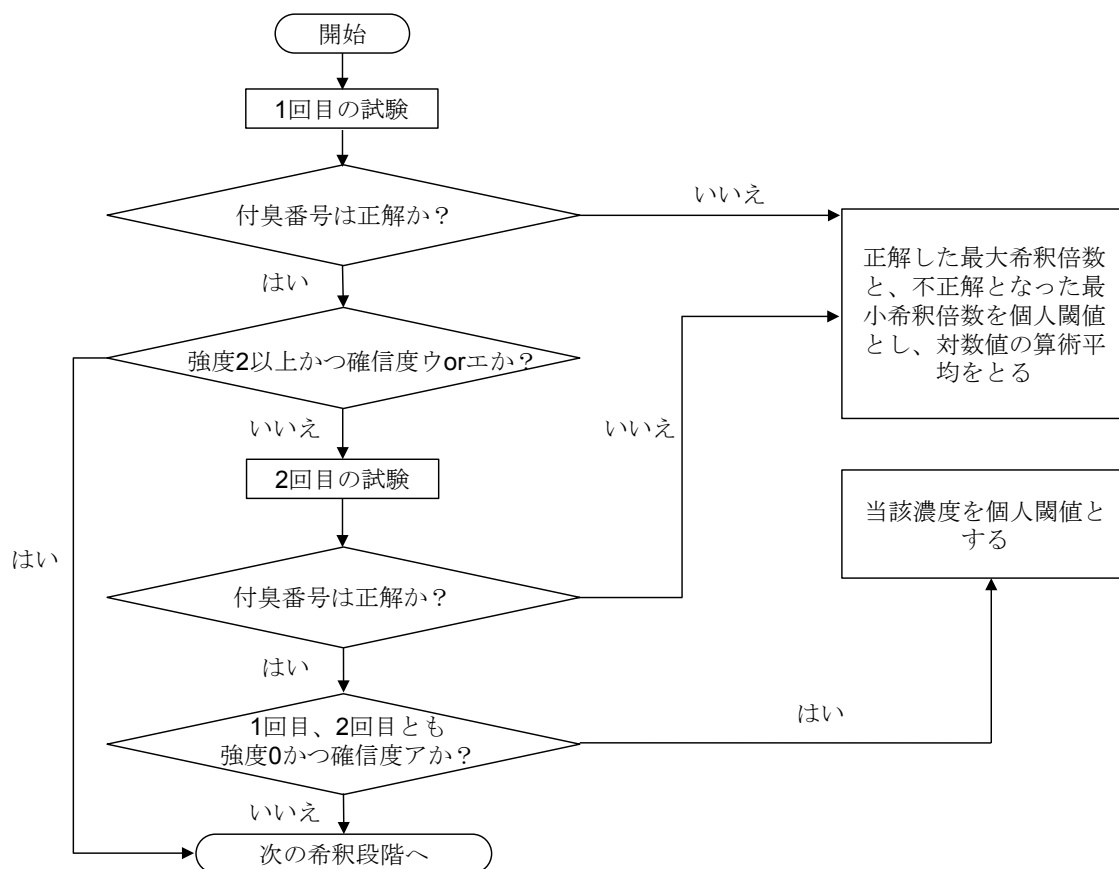 開始
1回目の試験
付臭番号は正解か？
いいえ
はい
正解した最大希釈倍数
と、不正解となった最
小希釈倍数を個人閾値
とし、対数値の算術平
均をとる
強度2以上かつ確信度ウorエか？
いいえ
いいえ
2回目の試験
当該濃度を個人閾値と
する
はい
付臭番号は正解か？
はい
1回目、2回目とも
強度0かつ確信度アか？
はい
いいえ
次の希釈段階へ